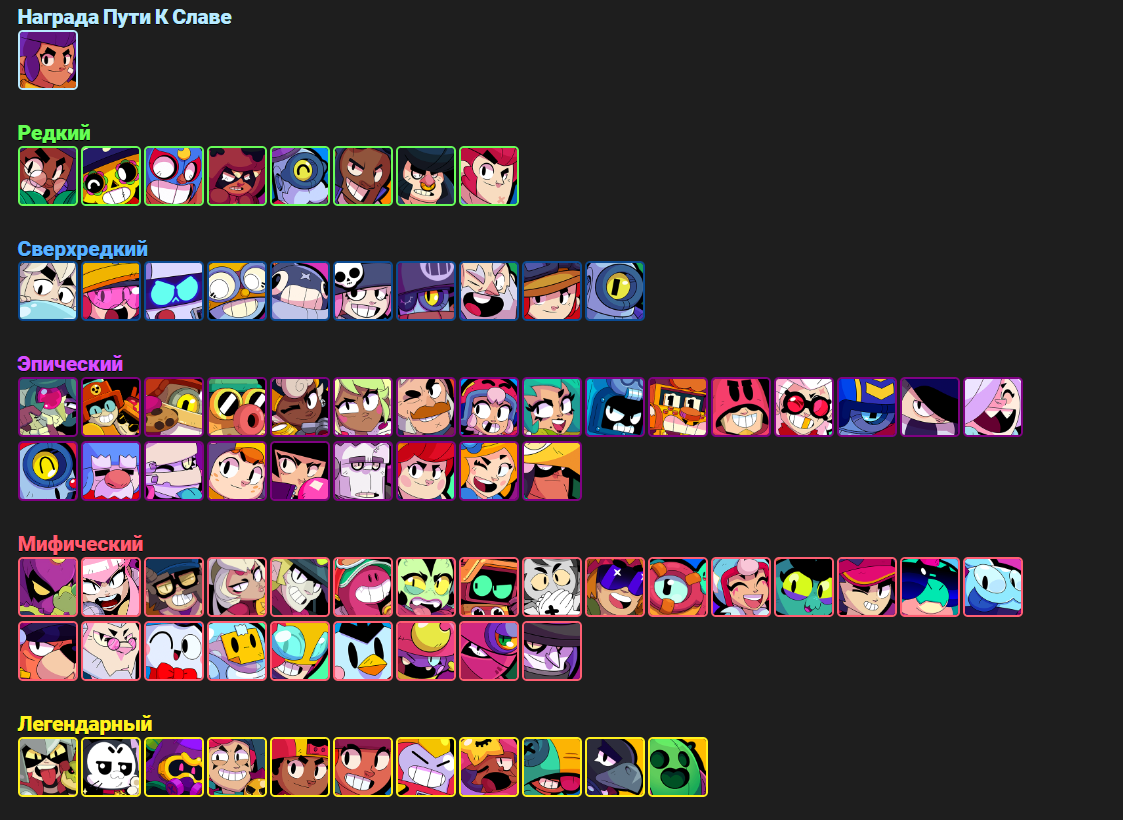 Награда Пути К Славе
Редкий
Сверхредкий
Эпический
Мифический
Легендарный